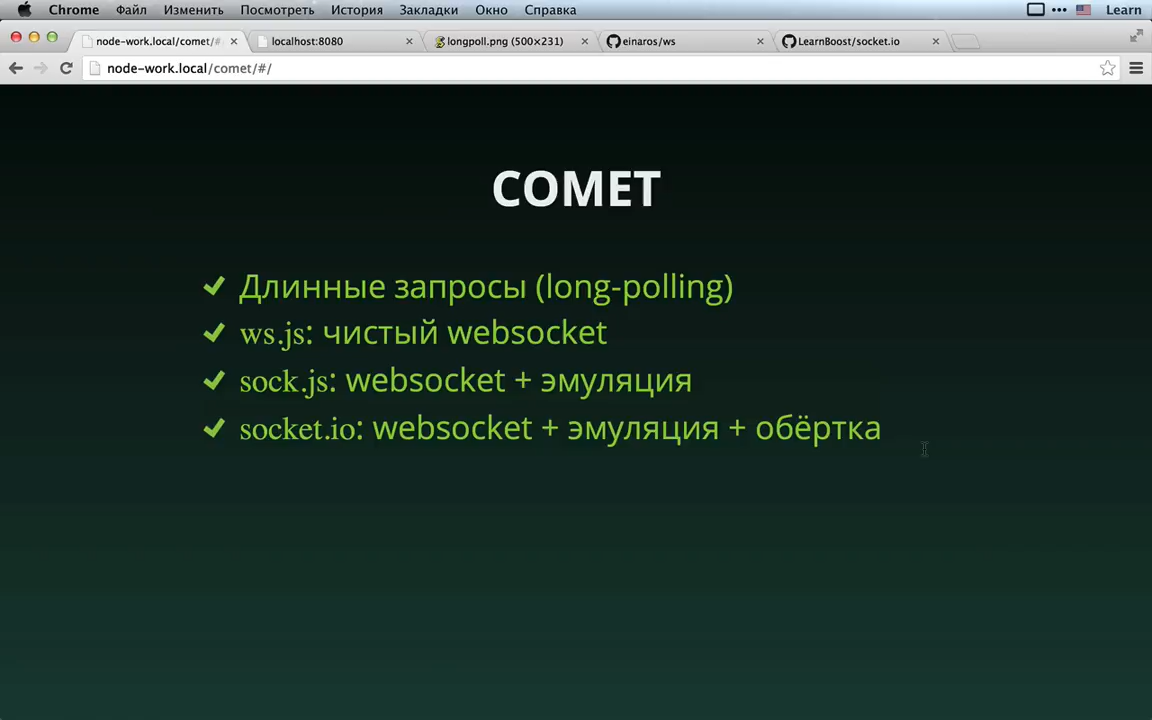 Chrome Файл Изменить Посмотреть История Закладки Окно Справка Learn
node-work.local/comet/# localhost:8080 longpoll.png (500×231) einaros/ws LearnBoost/socket.io
node-work.local/comet/#/
COMET
Длинные запросы (long-polling)
ws.js: чистый websocket
sock.js: websocket + эмуляция
socket.io: websocket + эмуляция + обёртка